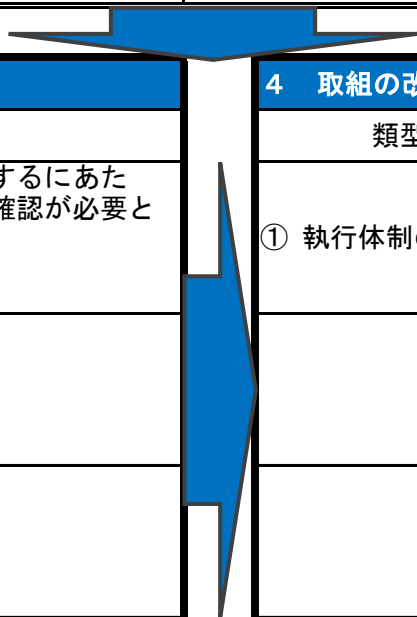 するにあた
確認が必要と
4 取組の改
類型
① 執行体制